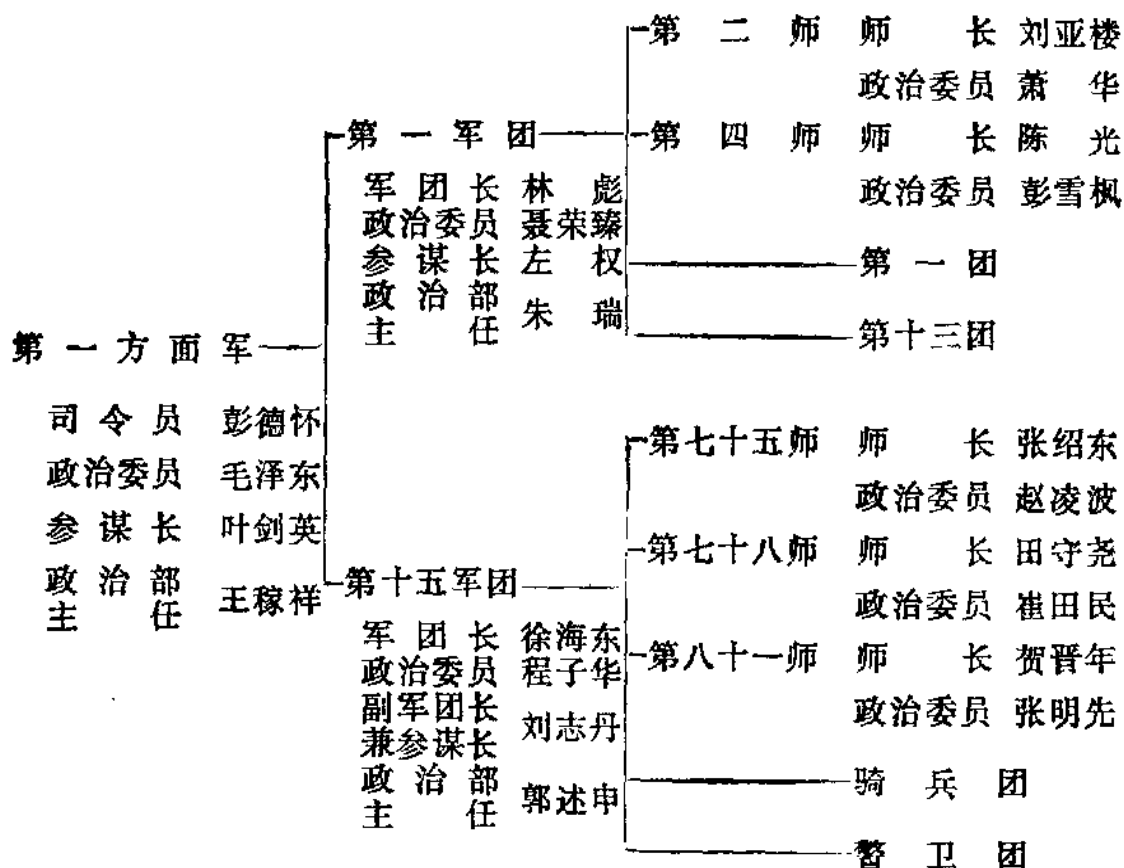 第一方面军
司令员 彭德怀
政治委员 毛泽东
参谋长 叶剑英
政治部主任 王稼祥
第一军团
军团长 林彪
政治委员 聂荣臻
参谋长 左权
政治部主任 朱瑞
第二师 师长 刘亚楼
政治委员 萧华
第四师 师长 陈光
政治委员 彭雪枫
第一团
第十三团
第十五军团
军团长 徐海东
政治委员 程子华
副军团长兼参谋长 刘志丹
政治部主任 郭述申
第七十五师 师长 张绍东
政治委员 赵凌波
第七十八师 师长 田守尧
政治委员 崔田民
第八十一师 师长 贺晋年
政治委员 张明先
骑兵团
警卫团